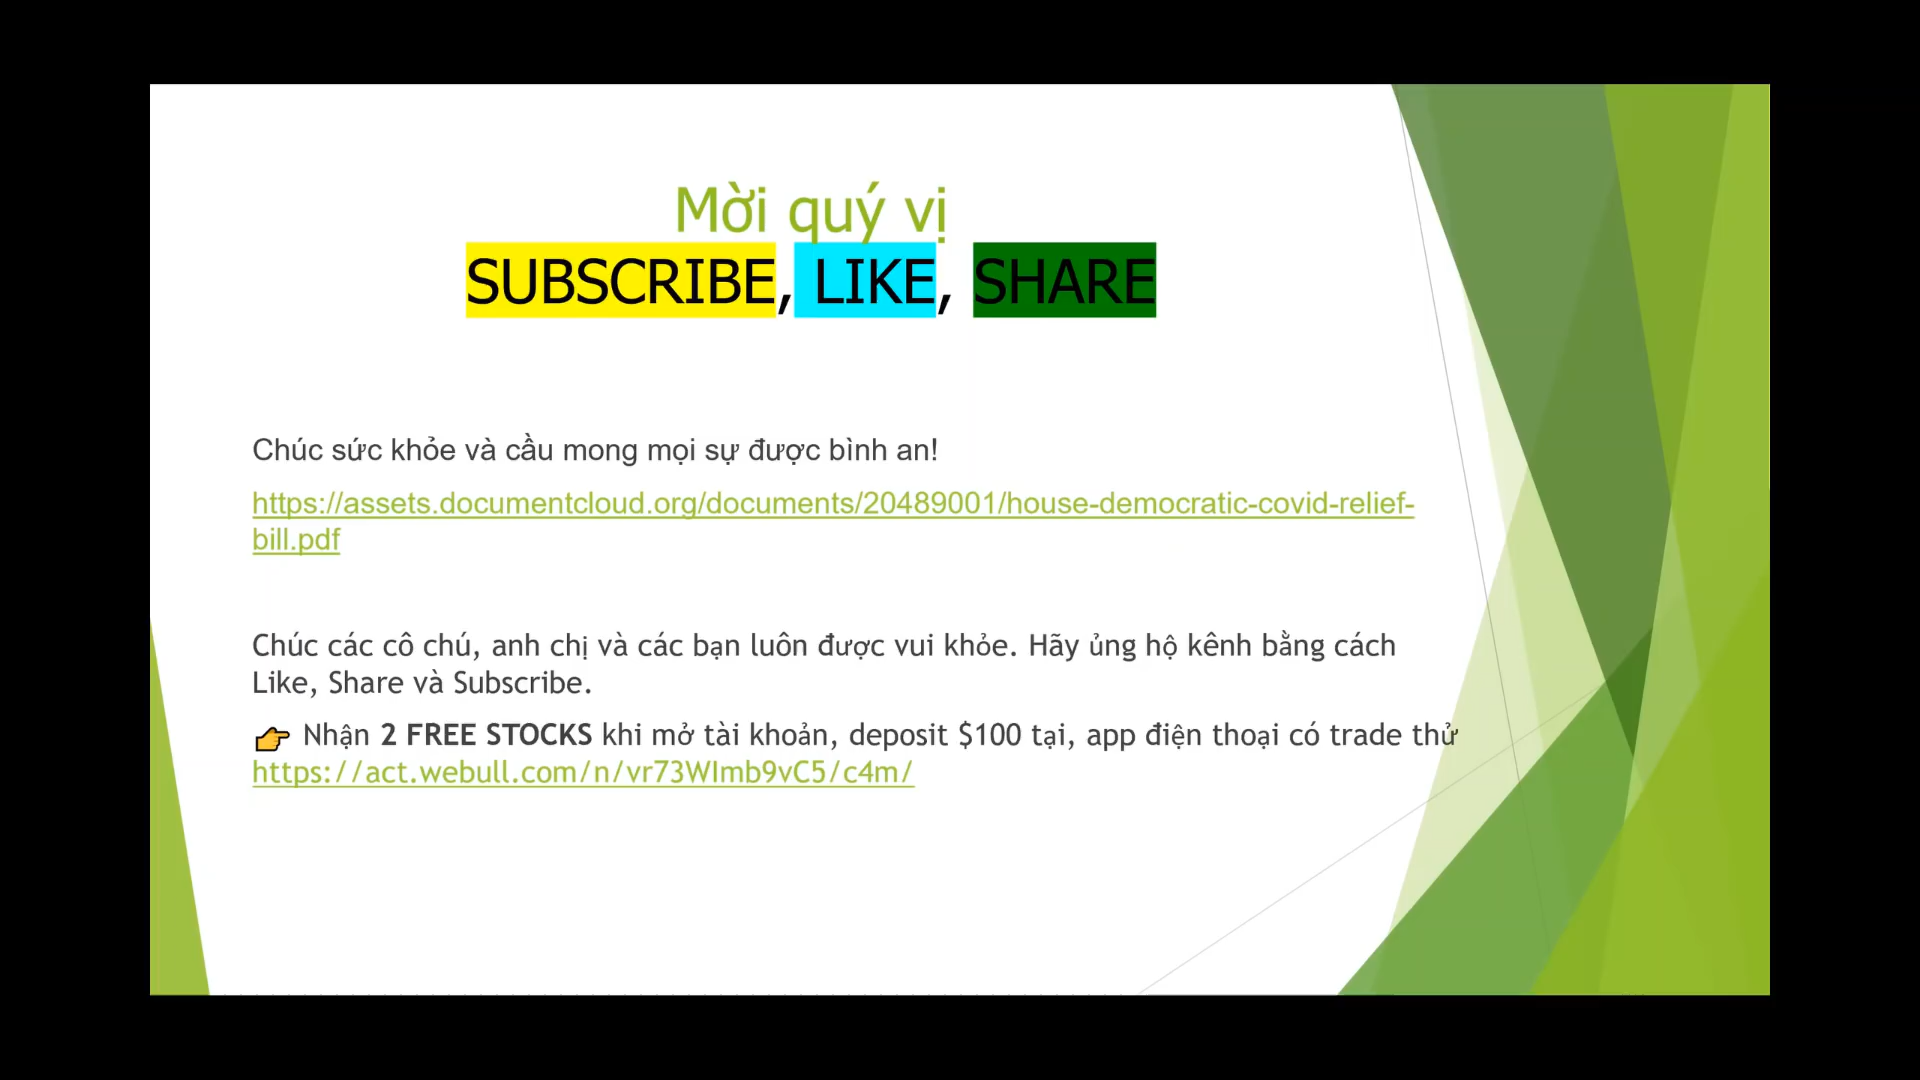 Mời quý vị
SUBSCRIBE, LIKE, SHARE
Chúc sức khỏe và cầu mong mọi sự được bình an!
https://assets.documentcloud.org/documents/20489001/house-democratic-covid-relief-
bill.pdf
Chúc các cô chú, anh chị và các bạn luôn được vui khỏe. Hãy ủng hộ kênh bằng cách
Like, Share và Subscribe.
👉 Nhận 2 FREE STOCKS khi mở tài khoản, deposit $100 tại, app điện thoại có trade thử
https://act.webull.com/n/vr73WImb9vC5/c4m/